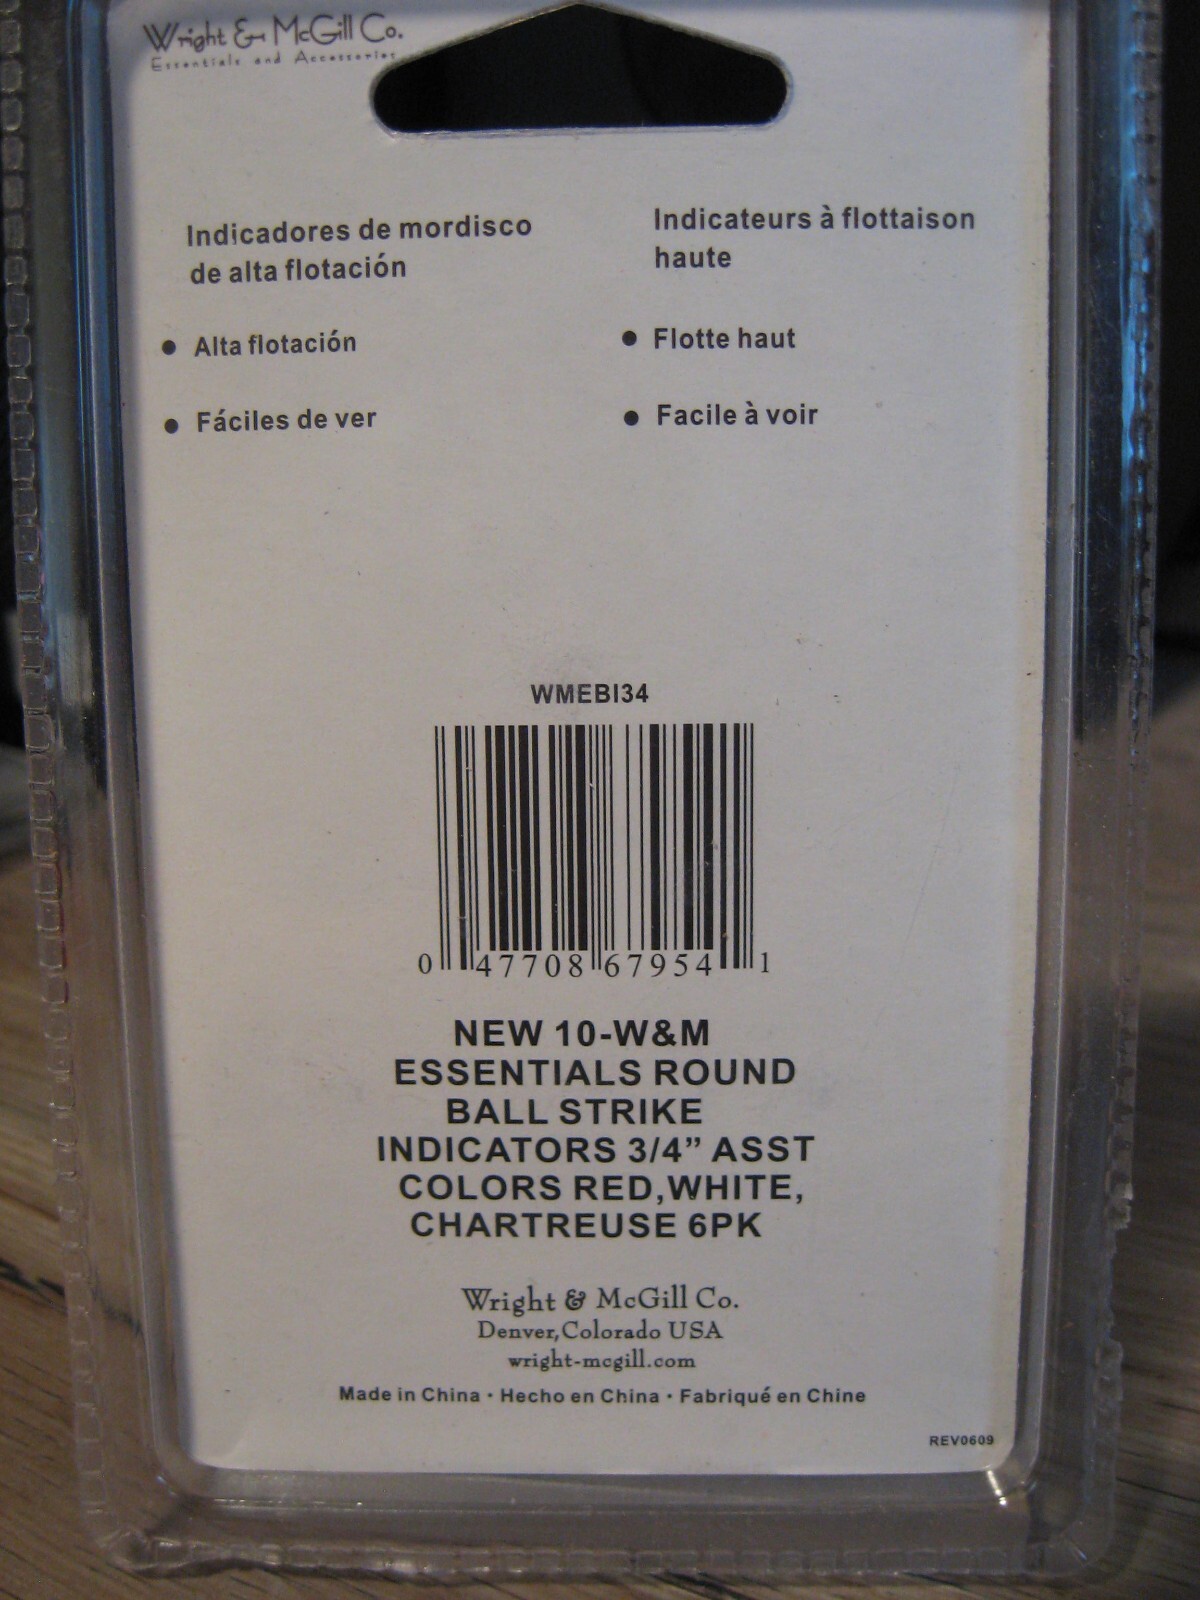 Wright & McGill Co.
Essentials and Accessories
Indicadores de mordisco
de alta flotación
• Alta flotación
• Fáciles de ver
Indicateurs à flottaison
haute
• Flotte haut
• Facile à voir
WMEBI34
0 47708 67954 1
NEW 10-W&M
ESSENTIALS ROUND
BALL STRIKE
INDICATORS 3/4” ASST
COLORS RED,WHITE,
CHARTREUSE 6PK
Wright & McGill Co.
Denver,Colorado USA
wright-mcgill.com
Made in China • Hecho en China • Fabriqué en Chine
REV0609